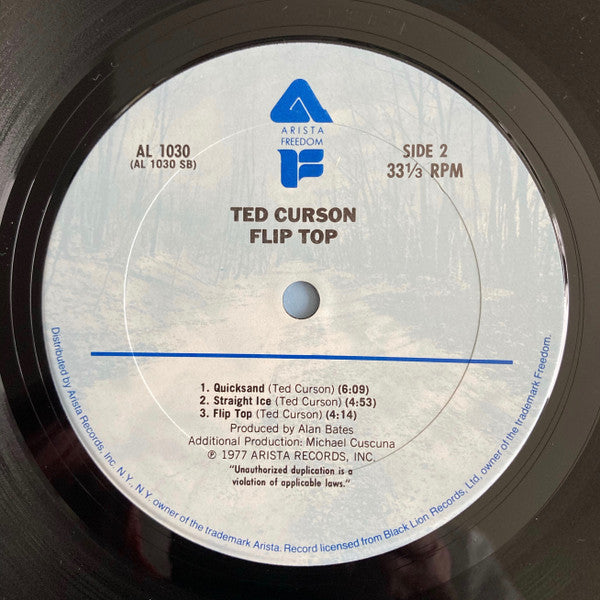 ARISTA
FREEDOM
AL 1030
(AL 1030 SB)
SIDE 2
33⅓ RPM
TED CURSON
FLIP TOP
1. Quicksand (Ted Curson) (6:09)
2. Straight Ice (Ted Curson) (4:53)
3. Flip Top (Ted Curson) (4:14)
Produced by Alan Bates
Additional Production: Michael Cuscuna
℗ 1977 ARISTA RECORDS, INC.
"Unauthorized duplication is a
violation of applicable laws."
Distributed by Arista Records, Inc. N.Y., N.Y. owner of the trademark Arista. Record licensed from Black Lion Records, Ltd. owner of the trademark Freedom.